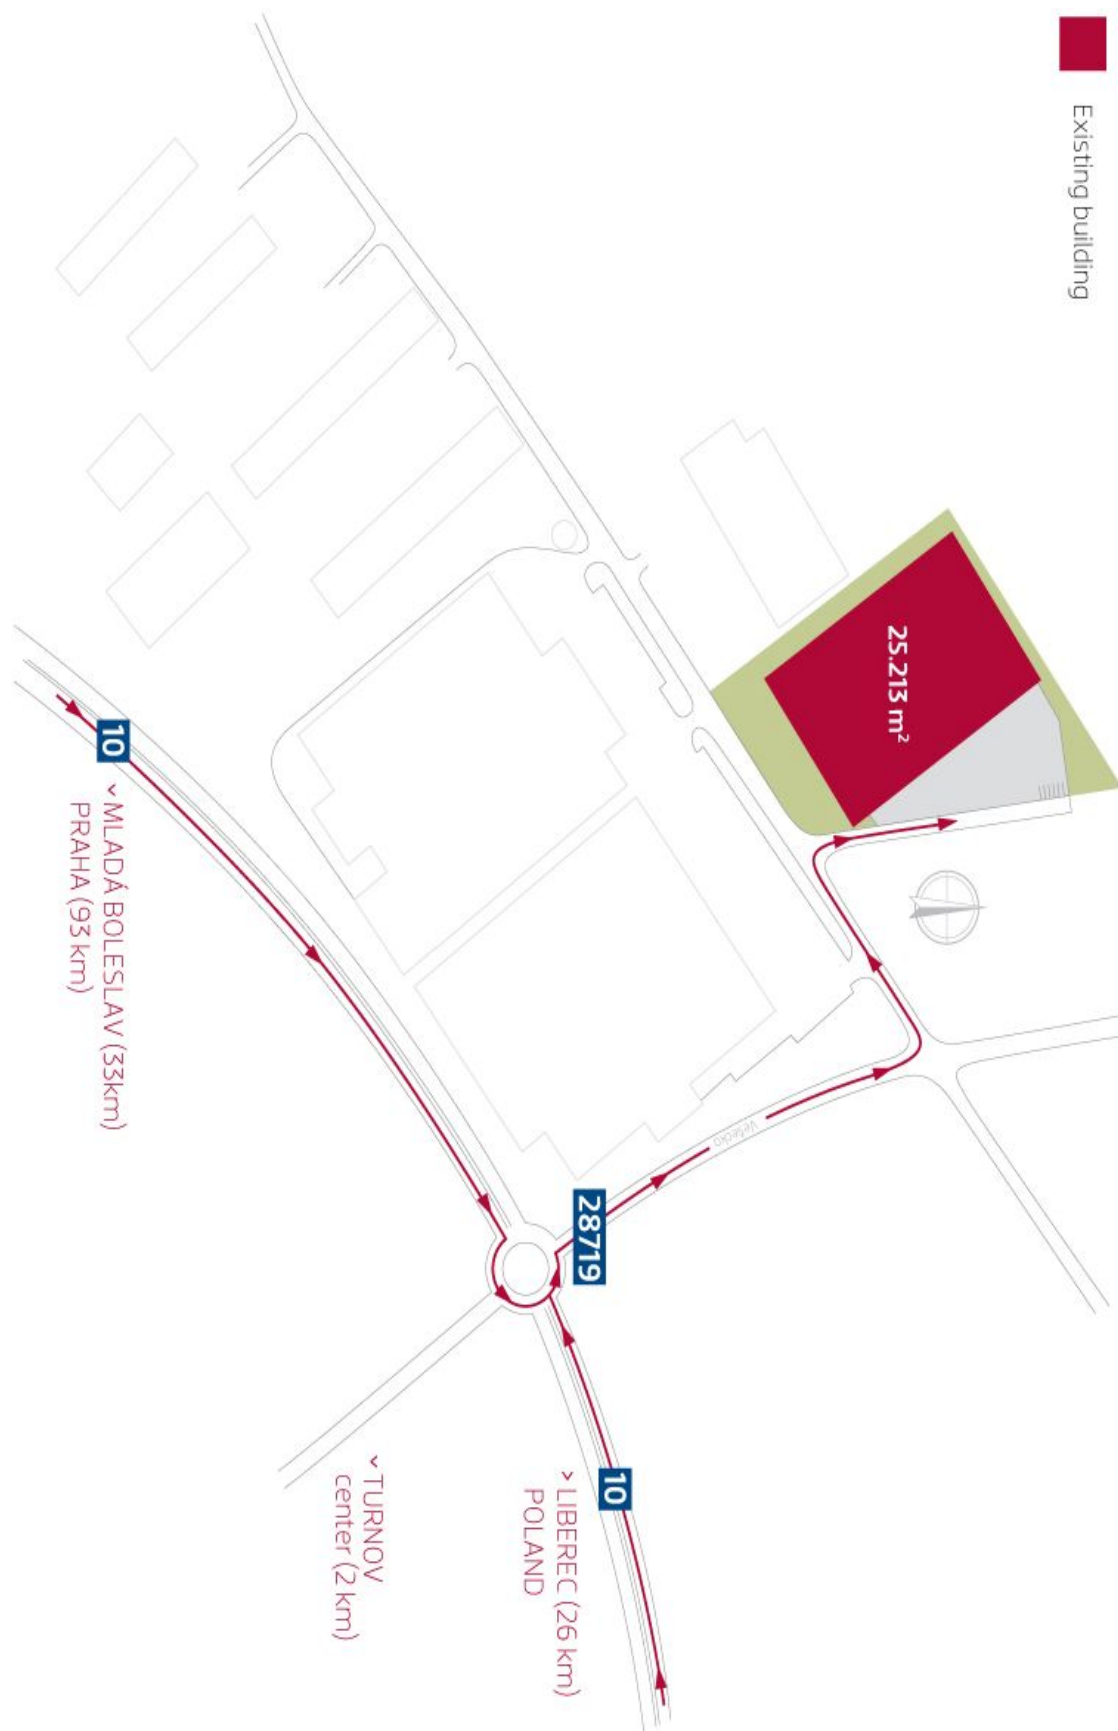 Existing building
25.213 m²
10
˅ MLADÁ BOLESLAV (33km)
PRAHA (93 km)
Vešecko
28719
10
> LIBEREC (26 km)
POLAND
˅ TURNOV
center (2 km)